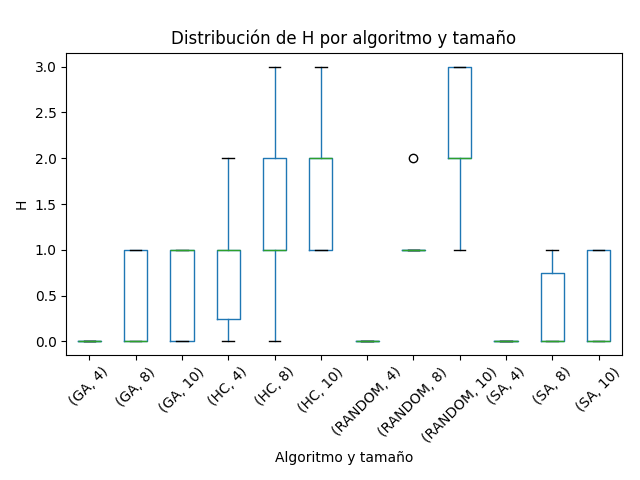 Distribución de H por algoritmo y tamaño
3.0
2.5
2.0
1.5
1.0
0.5
0.0
H
(GA, 4)
(GA, 8)
(GA, 10)
(HC, 4)
(HC, 8)
(HC, 10)
(RANDOM, 4)
(RANDOM, 8)
(RANDOM, 10)
(SA, 4)
(SA, 8)
(SA, 10)
Algoritmo y tamaño